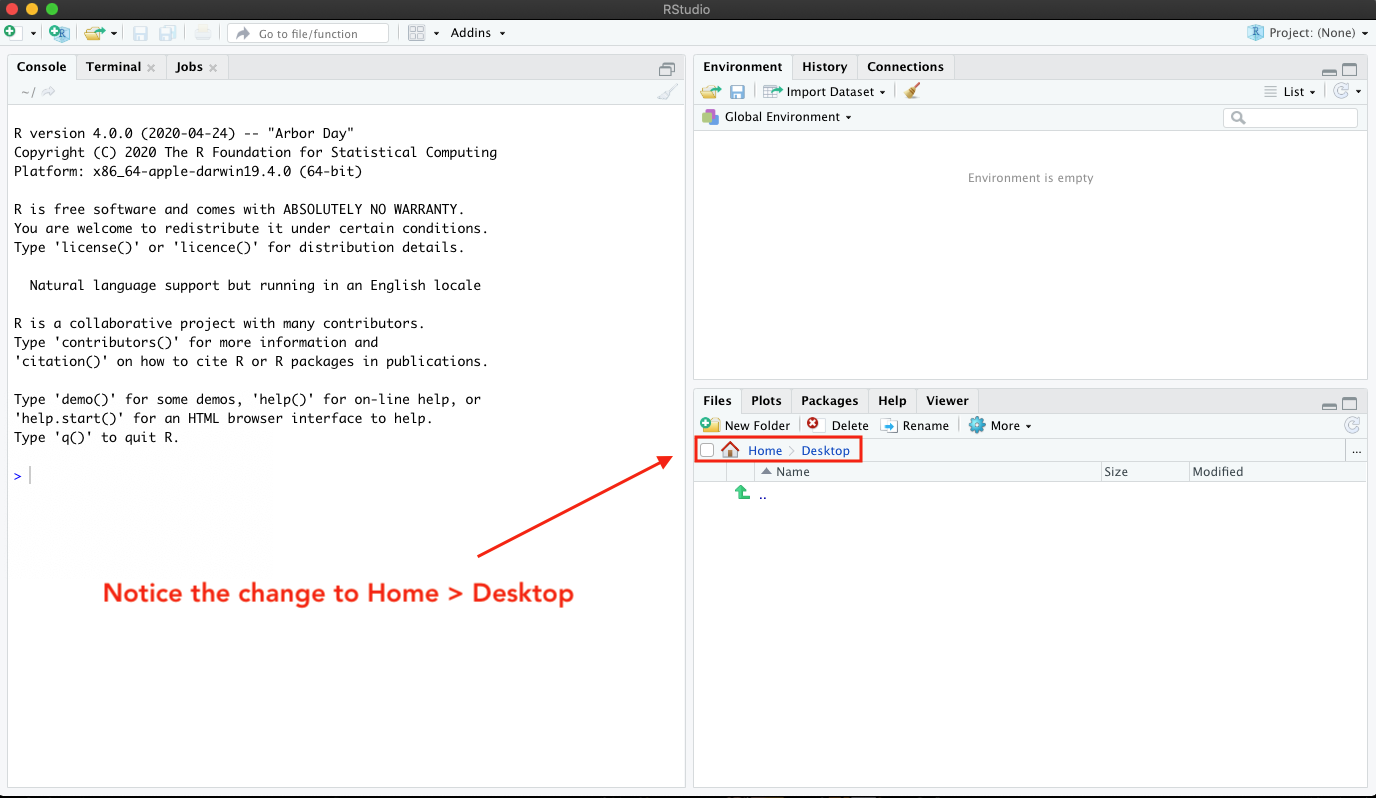 RStudio
Go to file/function
Addins
Project: (None)
Console Terminal Jobs
~/
R version 4.0.0 (2020-04-24) -- "Arbor Day"
Copyright (C) 2020 The R Foundation for Statistical Computing
Platform: x86_64-apple-darwin19.4.0 (64-bit)
R is free software and comes with ABSOLUTELY NO WARRANTY.
You are welcome to redistribute it under certain conditions.
Type 'license()' or 'licence()' for distribution details.
Natural language support but running in an English locale
R is a collaborative project with many contributors.
Type 'contributors()' for more information and
'citation()' on how to cite R or R packages in publications.
Type 'demo()' for some demos, 'help()' for on-line help, or
'help.start()' for an HTML browser interface to help.
Type 'q()' to quit R.
>
Notice the change to Home > Desktop
Environment History Connections
Import Dataset List
Global Environment
Environment is empty
Files Plots Packages Help Viewer
New Folder Delete Rename More
Home Desktop ...
Name Size Modified
..